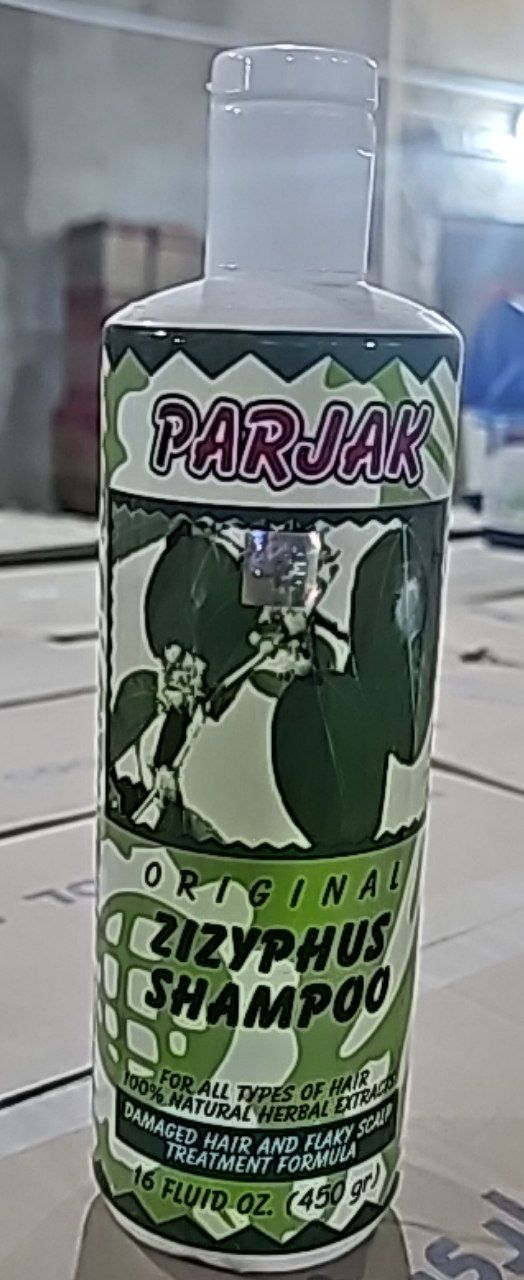 PARJAK
ORIGINAL
ZIZYPHUS
SHAMPOO
FOR ALL TYPES OF HAIR
100% NATURAL HERBAL EXTRACTS
DAMAGED HAIR AND FLAKY SCALP
TREATMENT FORMULA
16 FLUID OZ. (450 gr.)